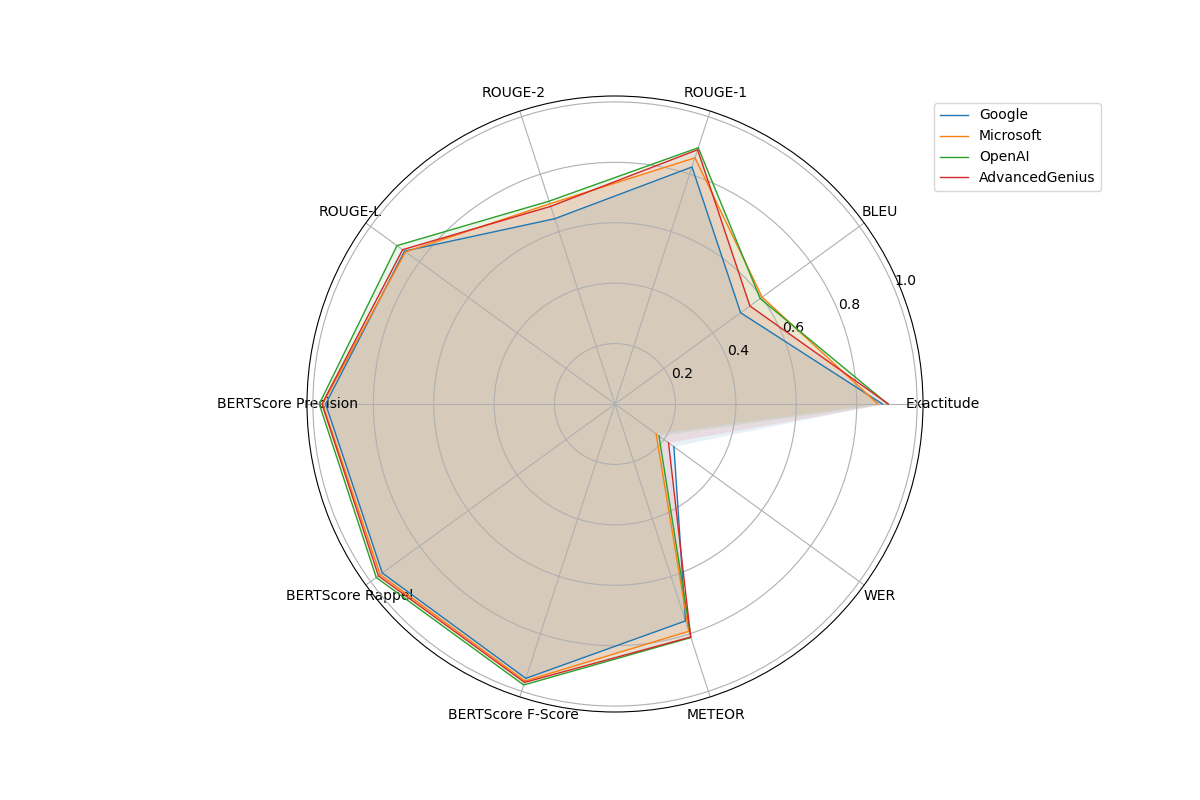 ROUGE-2
ROUGE-1
Google
Microsoft
OpenAI
AdvancedGenius
ROUGE-L
BLEU
1.0
0.8
0.6
0.4
0.2
BERTScore Precision
Exactitude
BERTScore Rappel
WER
BERTScore F-Score
METEOR